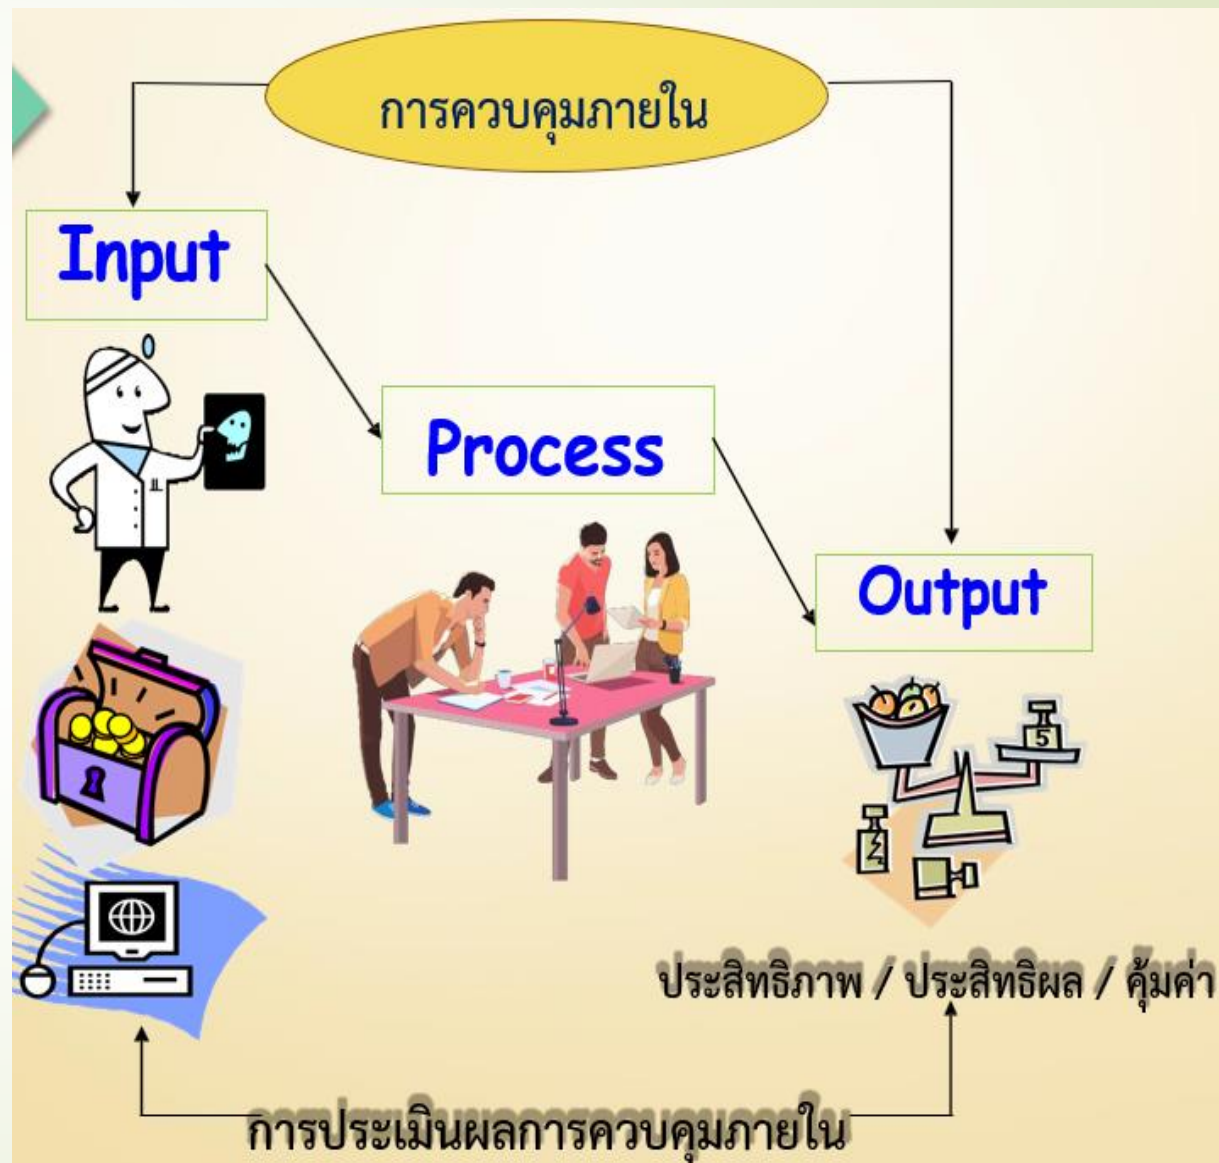 การควบคุมภายใน
Input
Process
Output
5
ประสิทธิภาพ / ประสิทธิผล / คุ้มค่า
การประเมินผลการควบคุมภายใน